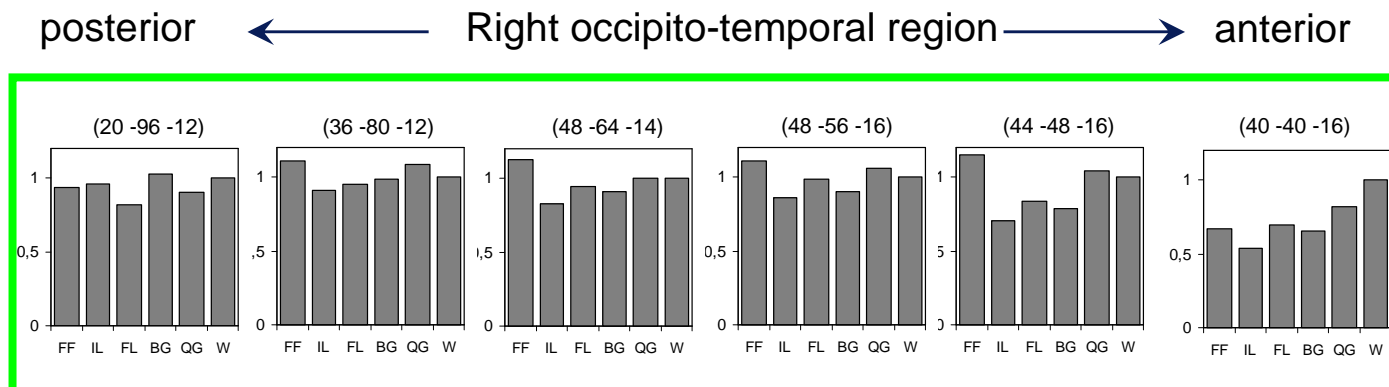 posterior Right occipito-temporal region anterior
(20 -96 -12) (36 -80 -12) (48 -64 -14) (48 -56 -16) (44 -48 -16) (40 -40 -16)
1 1 1 1 1 1
0,5 ,5 ,5 0,5 5 0,5
0 0 0 0 0 0
FF IL FL BG QG W FF IL FL BG QG W FF IL FL BG QG W FF IL FL BG QG W FF IL FL BG QG W FF IL FL BG QG W